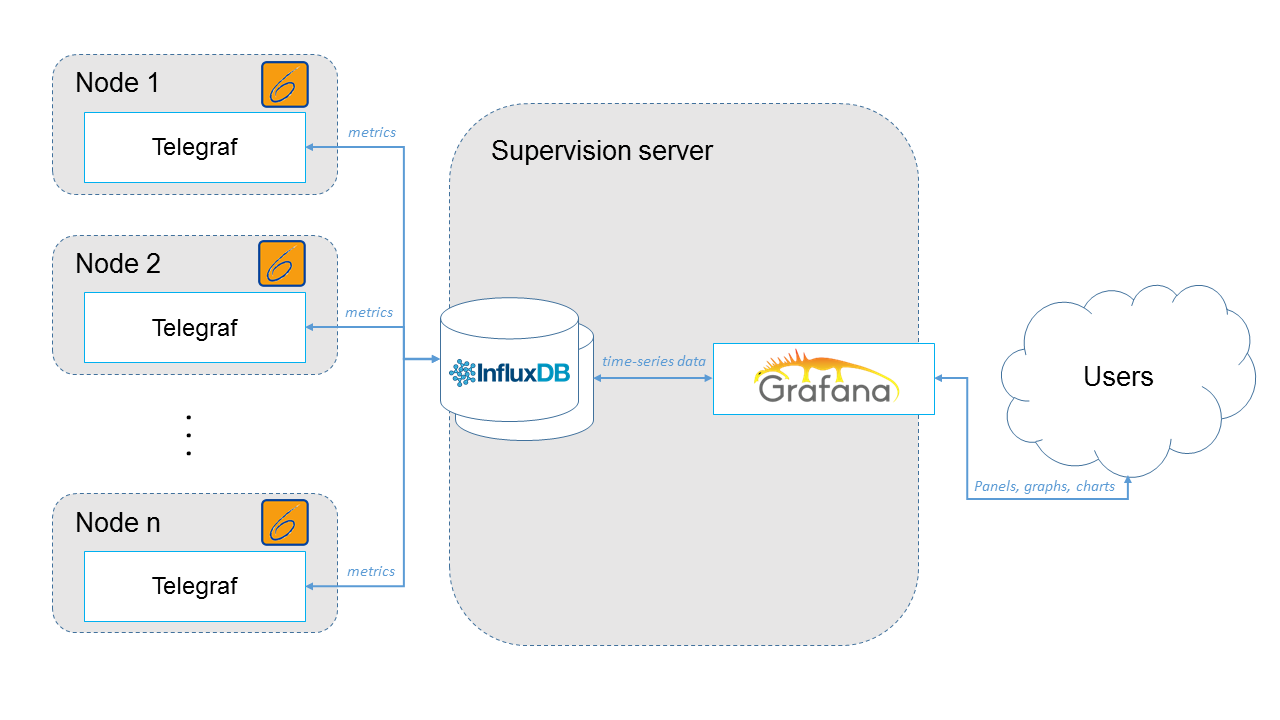 Node 1
Telegraf
metrics
Node 2
Telegraf
metrics
Node n
Telegraf
metrics
Supervision server
InfluxDB
time-series data
Grafana
Users
Panels, graphs, charts